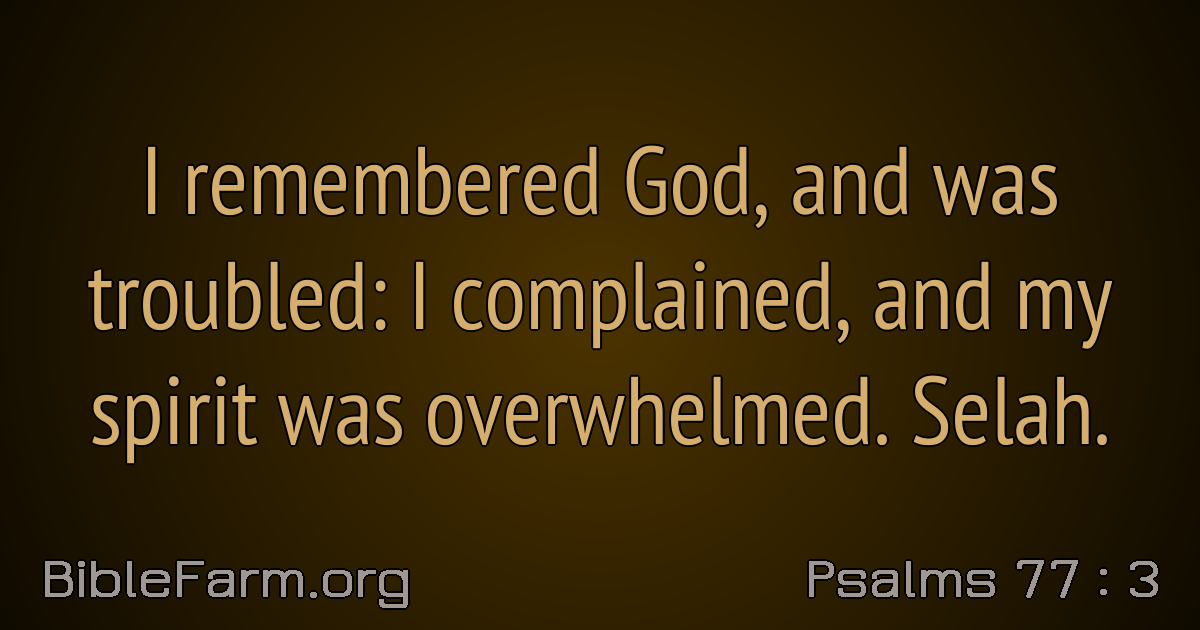 I remembered God, and was
troubled: I complained, and my
spirit was overwhelmed. Selah.
BibleFarm.org
Psalms 77 : 3